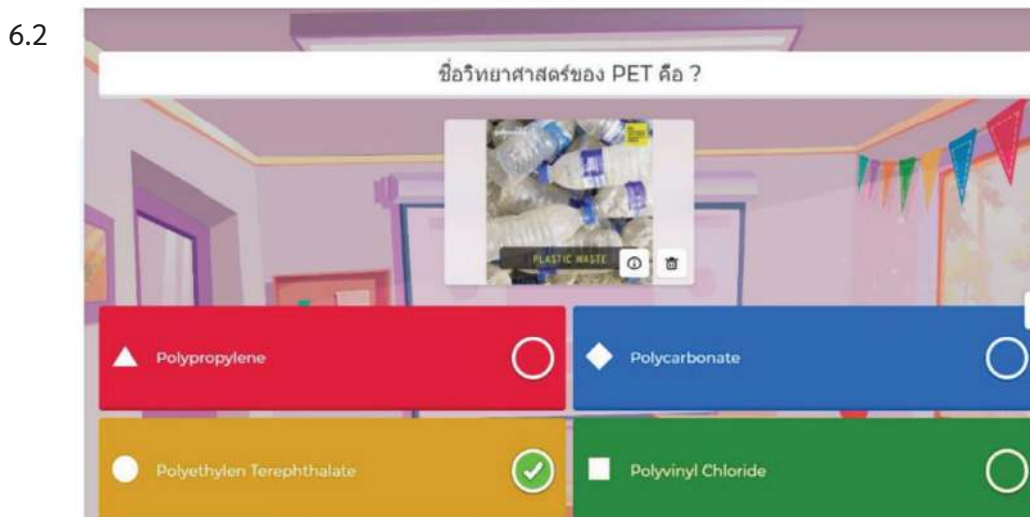 6.2
ชื่อวิทยาศาสตร์ของ PET คือ ?
PLASTIC WASTE
Polypropylene
Polycarbonate
Polyethylen Terephthalate
Polyvinyl Chloride